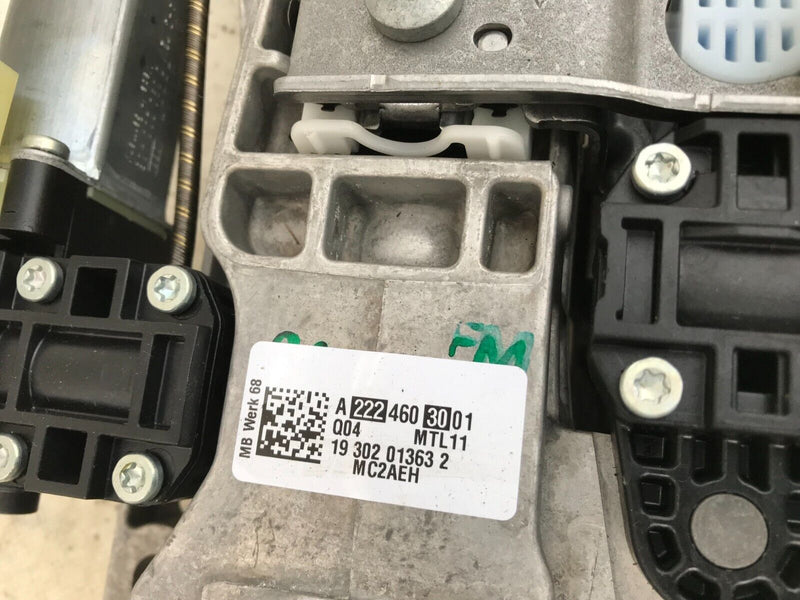 FM
MB Werk 68
A 222 460 30 01
Q04 MTL11
19 302 01363 2
MC2AEH